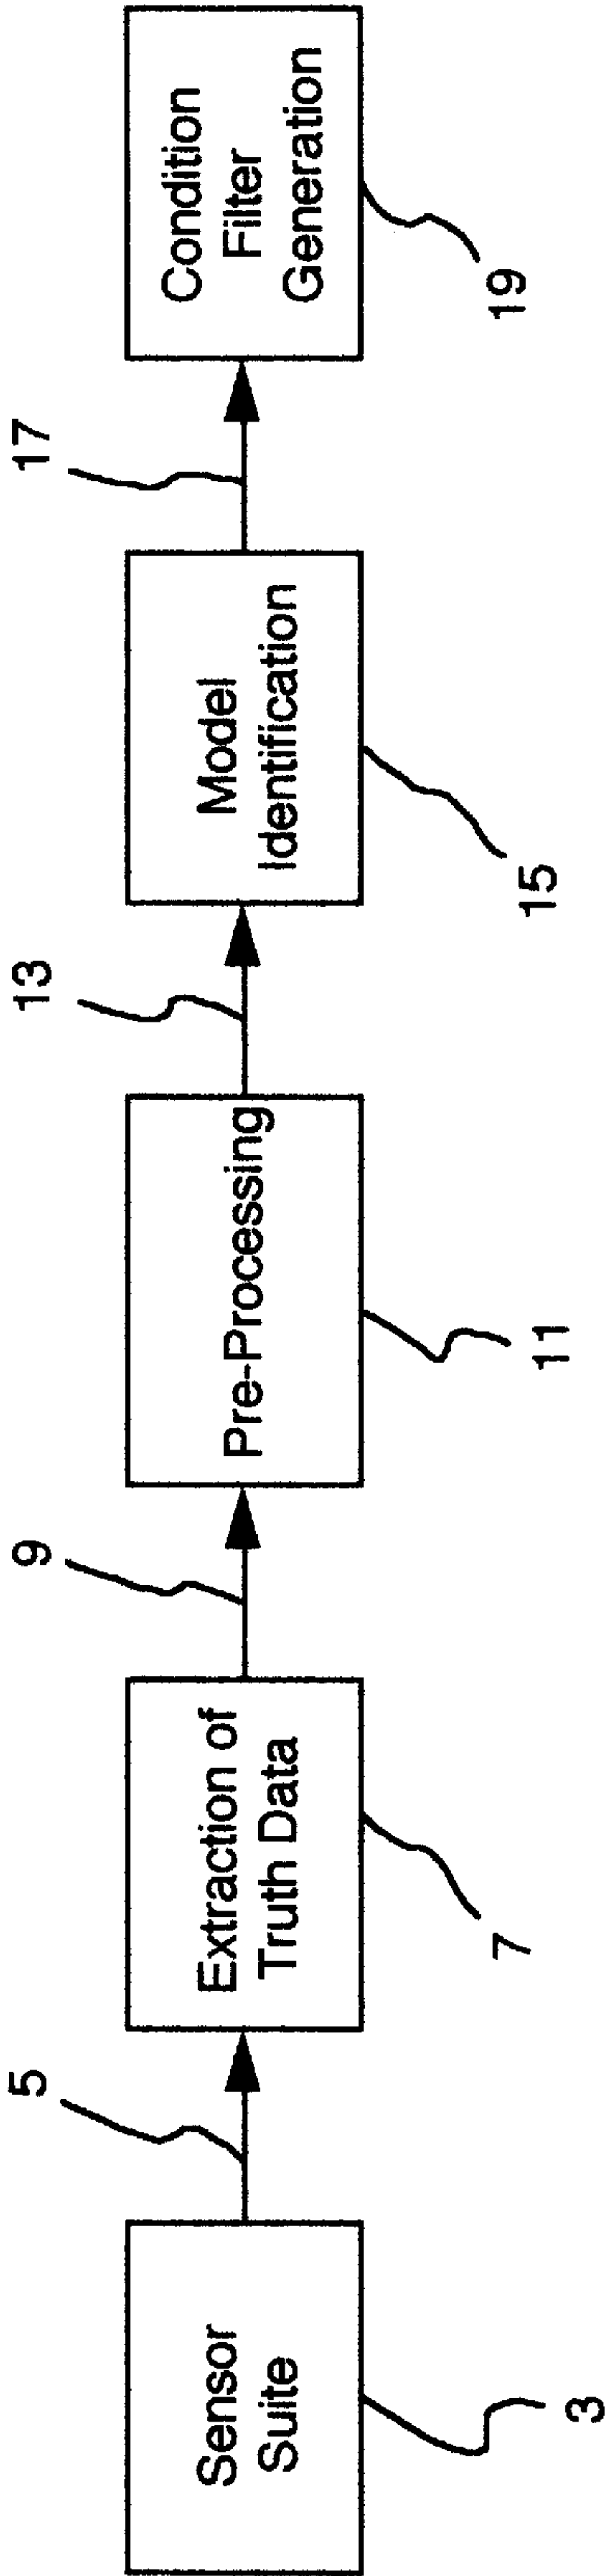 5
9
13
17
Sensor
Suite
Extraction of
Truth Data
Pre-Processing
Model
Identification
Condition
Filter
Generation
3
7
11
15
19